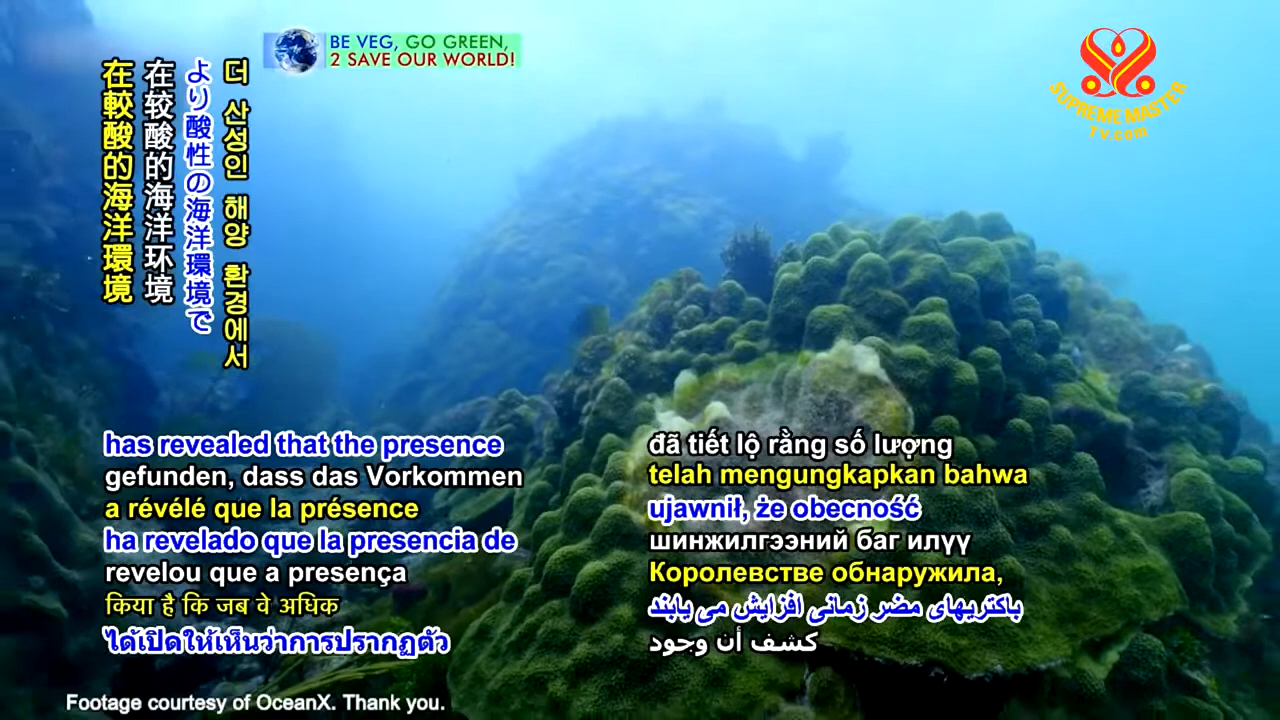 BE VEG, GO GREEN,
2 SAVE OUR WORLD!
SUPREME MASTER
TV.com
在較酸的海洋環境
在较酸的海洋环境
より酸性の海洋環境で
더 산성인 해양 환경에서
has revealed that the presence
gefunden, dass das Vorkommen
a révélé que la présence
ha revelado que la presencia de
revelou que a presença
किया है कि जब वे अधिक
ได้เปิดให้เห็นว่าการปรากฏตัว
đã tiết lộ rằng số lượng
telah mengungkapkan bahwa
ujawnił, że obecność
шинжилгээний баг илүү
Королевстве обнаружила,
باکتریهای مضر زمانی افزایش می یابند
كشف أن وجود
Footage courtesy of OceanX. Thank you.